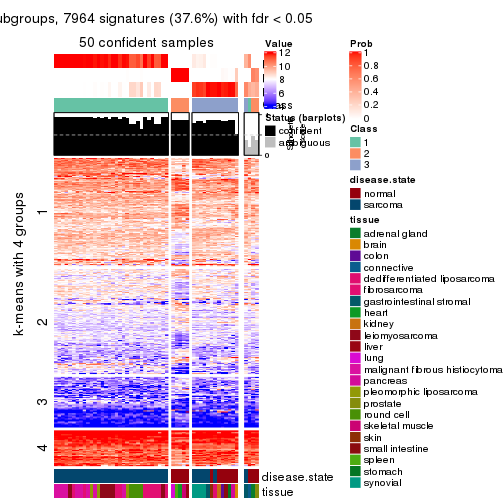 ubgroups, 7964 signatures (37.6%) with fdr < 0.05
50 confident samples
k-means with 4 groups
1
2
3
4
disease.state
tissue
Value
12
10
8
6
Status (barplots)
confident
ambiguous
0
Prob
1
0.8
0.6
0.4
0.2
0
Class
1
2
3
disease.state
normal
sarcoma
tissue
adrenal gland
brain
colon
connective
dedifferentiated liposarcoma
fibrosarcoma
gastrointestinal stromal
heart
kidney
leiomyosarcoma
liver
lung
malignant fibrous histiocytoma
pancreas
pleomorphic liposarcoma
prostate
round cell
skeletal muscle
skin
small intestine
spleen
stomach
synovial